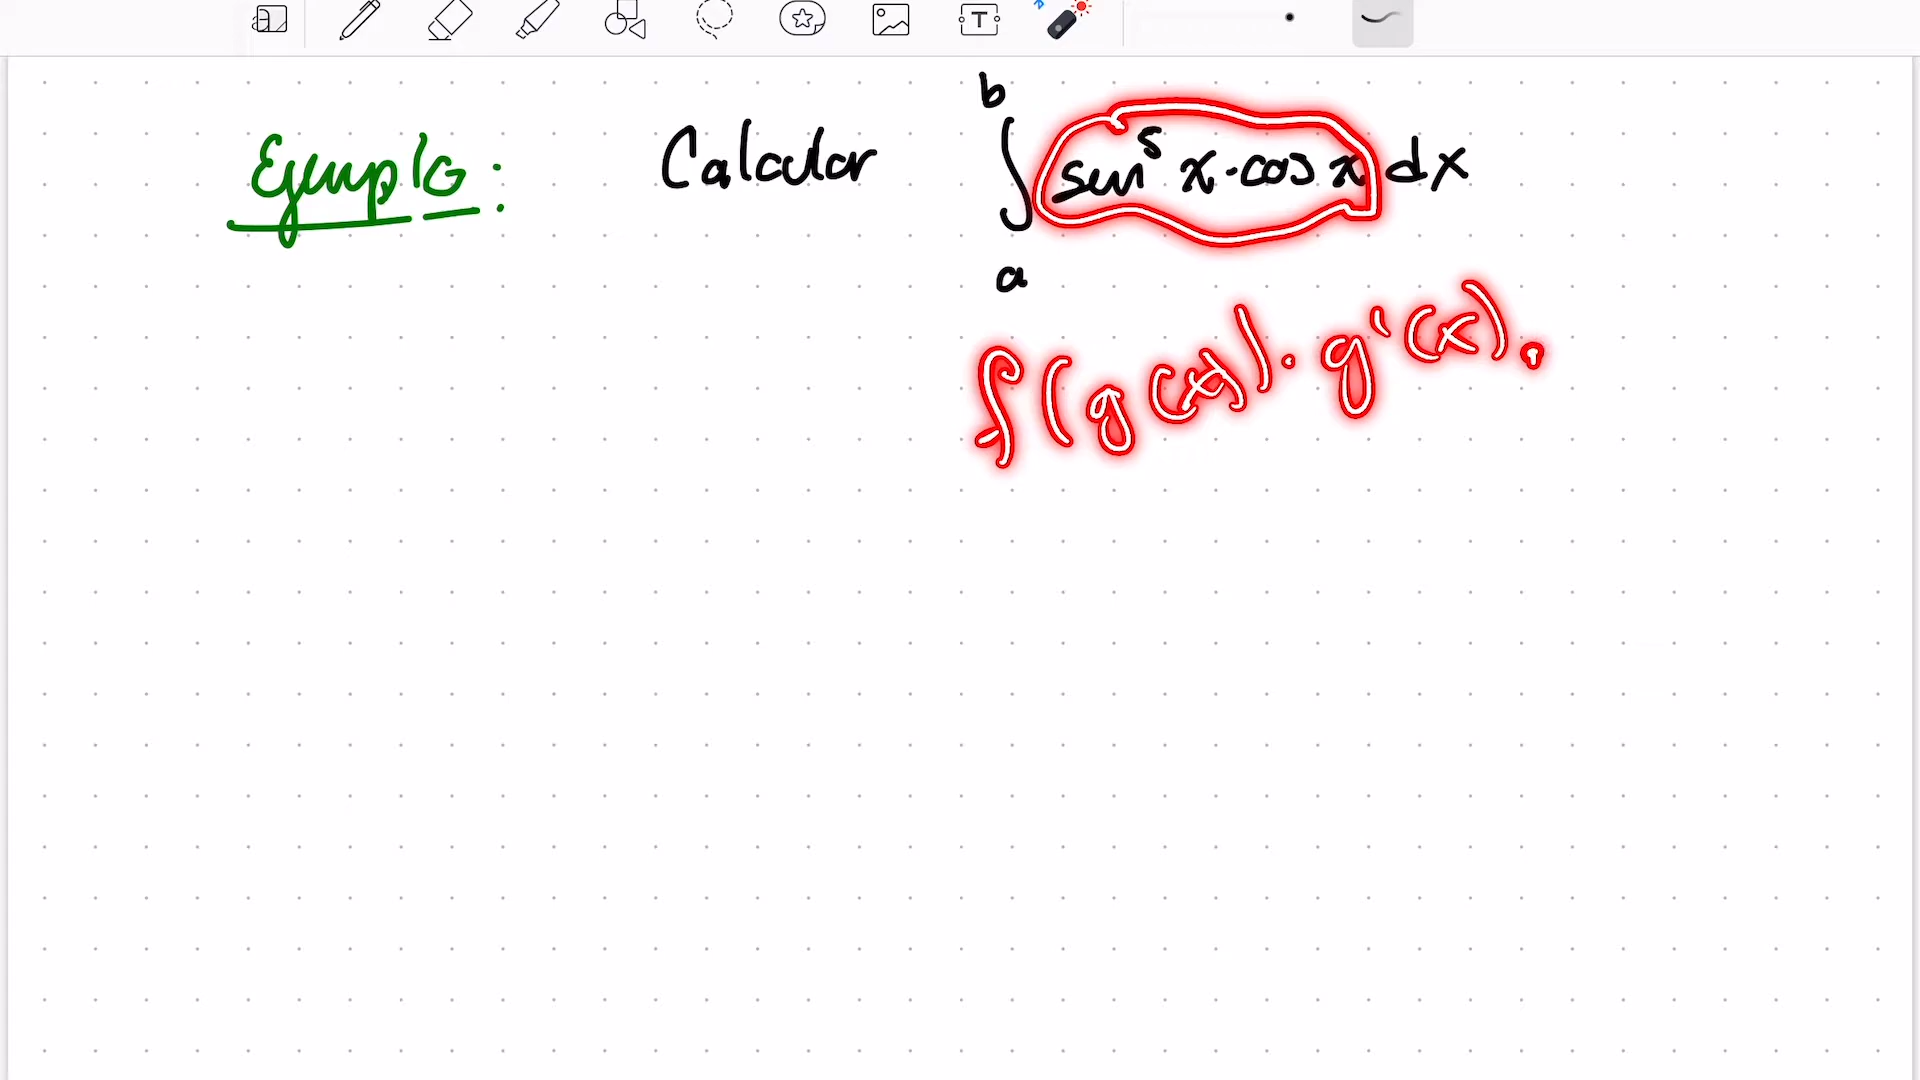 Ejemplo: Calcular ∫ₐᵇ sen⁵ x · cos x dx
f(g(x)) · g'(x).